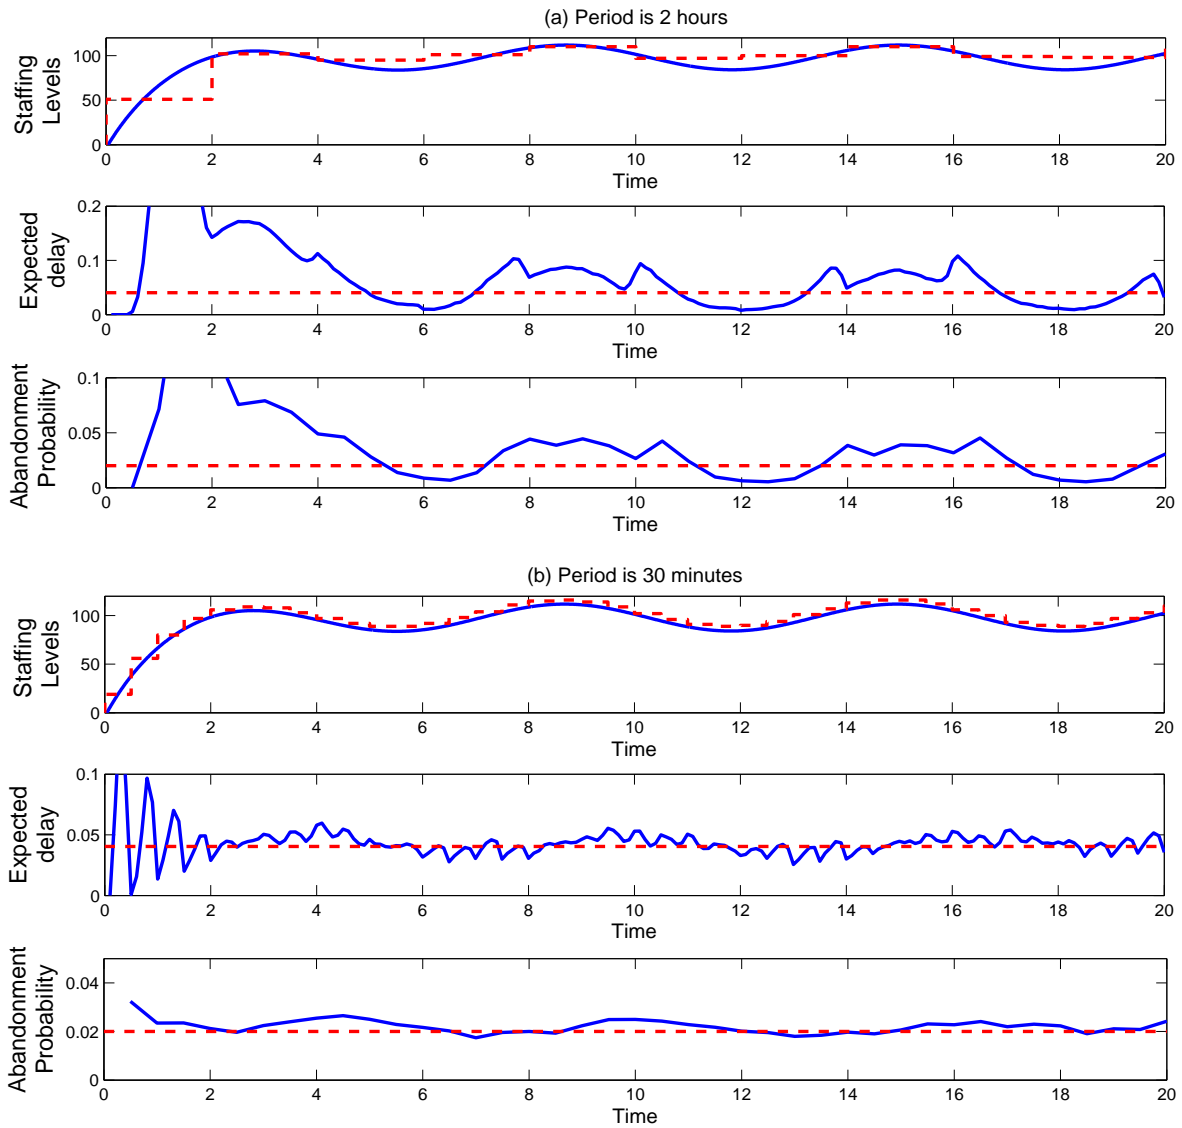 (a) Period is 2 hours
Staffing
Levels
100
50
0
0 2 4 6 8 10 12 14 16 18 20
Time
Expected
delay
0.2
0.1
0
0 2 4 6 8 10 12 14 16 18 20
Time
Abandonment
Probability
0.1
0.05
0
0 2 4 6 8 10 12 14 16 18 20
Time
(b) Period is 30 minutes
Staffing
Levels
100
50
0
0 2 4 6 8 10 12 14 16 18 20
Time
Expected
delay
0.1
0.05
0
0 2 4 6 8 10 12 14 16 18 20
Time
Abandonment
Probability
0.04
0.02
0
0 2 4 6 8 10 12 14 16 18 20
Time